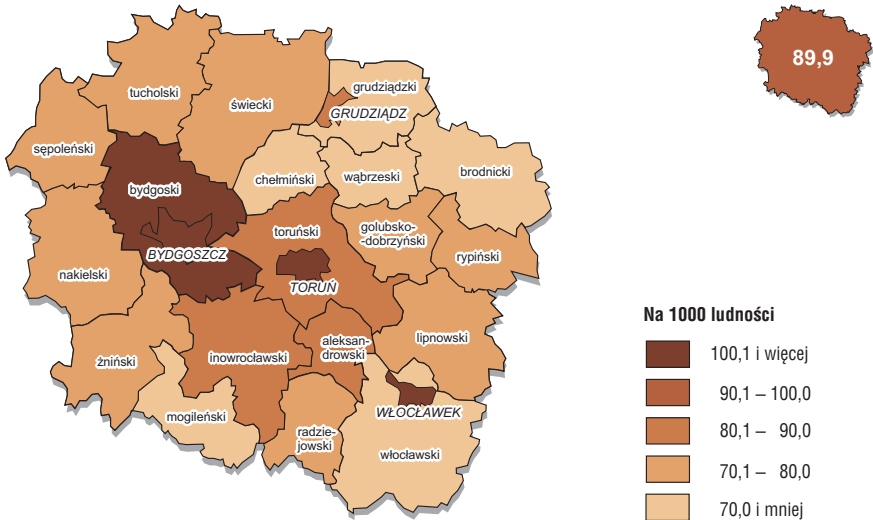 89,9
tucholski
świecki
grudziądzki
GRUDZIĄDZ
sępoleński
chełmiński
wąbrzeski
brodnicki
bydgoski
BYDGOSZCZ
toruński
TORUŃ
golubsko-
-dobrzyński
rypiński
nakielski
żniński
inowrocławski
aleksan-
drowski
lipnowski
mogileński
radzie-
jowski
WŁOCŁAWEK
włocławski
Na 1000 ludności
100,1 i więcej
90,1 – 100,0
80,1 – 90,0
70,1 – 80,0
70,0 i mniej